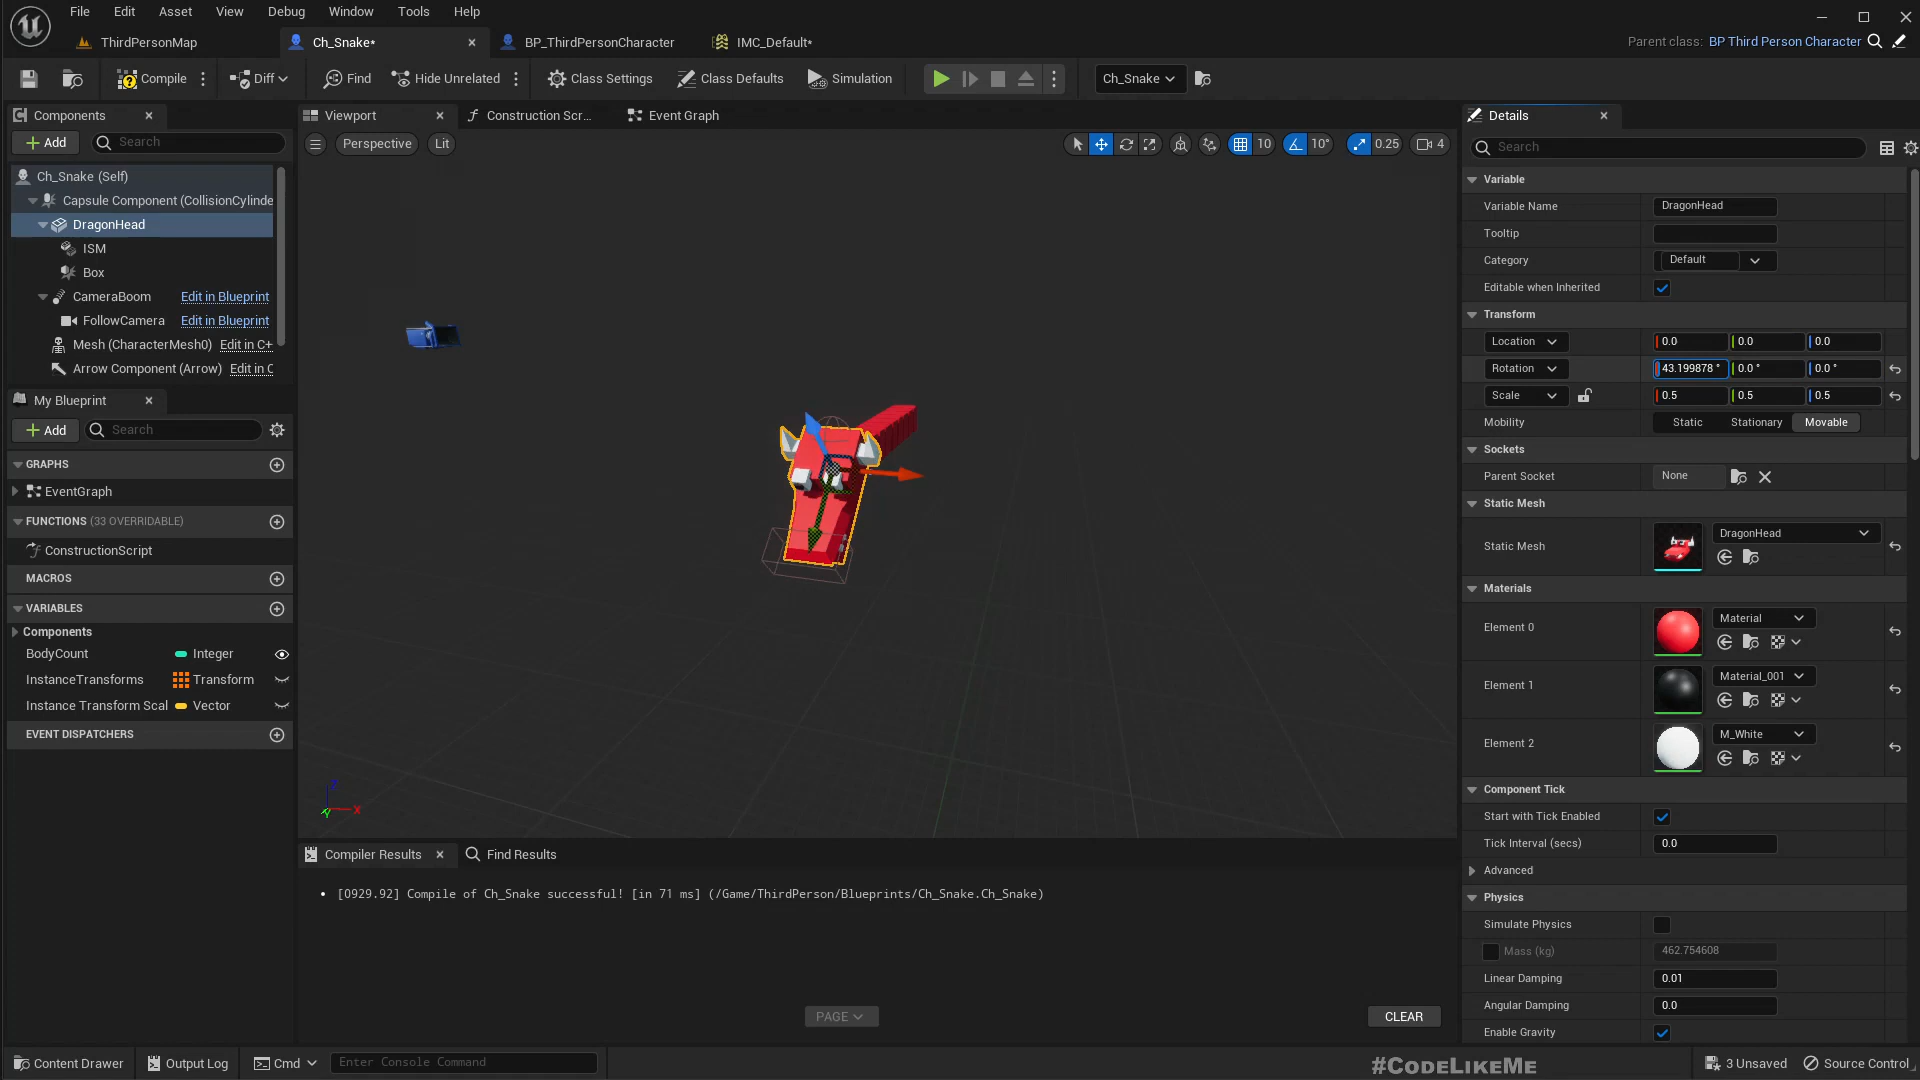 File Edit Asset View Debug Window Tools Help
ThirdPersonMap Ch_Snake* BP_ThirdPersonCharacter IMC_Default* Parent class: BP Third Person Character
Compile Diff Find Hide Unrelated Class Settings Class Defaults Simulation Ch_Snake
Components Viewport Construction Scr... Event Graph Details
Add Search Perspective Lit 10 10° 0.25 4 Search
Ch_Snake (Self)
Capsule Component (CollisionCylinde
DragonHead
ISM
Box
CameraBoom Edit in Blueprint
FollowCamera Edit in Blueprint
Mesh (CharacterMesh0) Edit in C+
Arrow Component (Arrow) Edit in C
My Blueprint
Add Search
GRAPHS
EventGraph
FUNCTIONS (33 OVERRIDABLE)
ConstructionScript
MACROS
VARIABLES
Components
BodyCount Integer
InstanceTransforms Transform
Instance Transform Scal Vector
EVENT DISPATCHERS
Z
X
Y
Compiler Results Find Results
• [0929.92] Compile of Ch_Snake successful! [in 71 ms] (/Game/ThirdPerson/Blueprints/Ch_Snake.Ch_Snake)
PAGE CLEAR
Variable
Variable Name DragonHead
Tooltip
Category Default
Editable when Inherited
Transform
Location 0.0 0.0 0.0
Rotation 43.199878 ° 0.0 ° 0.0 °
Scale 0.5 0.5 0.5
Mobility Static Stationary Movable
Sockets
Parent Socket None
Static Mesh
Static Mesh DragonHead
Materials
Element 0 Material
Element 1 Material_001
Element 2 M_White
Component Tick
Start with Tick Enabled
Tick Interval (secs) 0.0
Advanced
Physics
Simulate Physics
Mass (kg) 462.754608
Linear Damping 0.01
Angular Damping 0.0
Enable Gravity
Content Drawer Output Log Cmd Enter Console Command #CODELIKEME 3 Unsaved Source Control